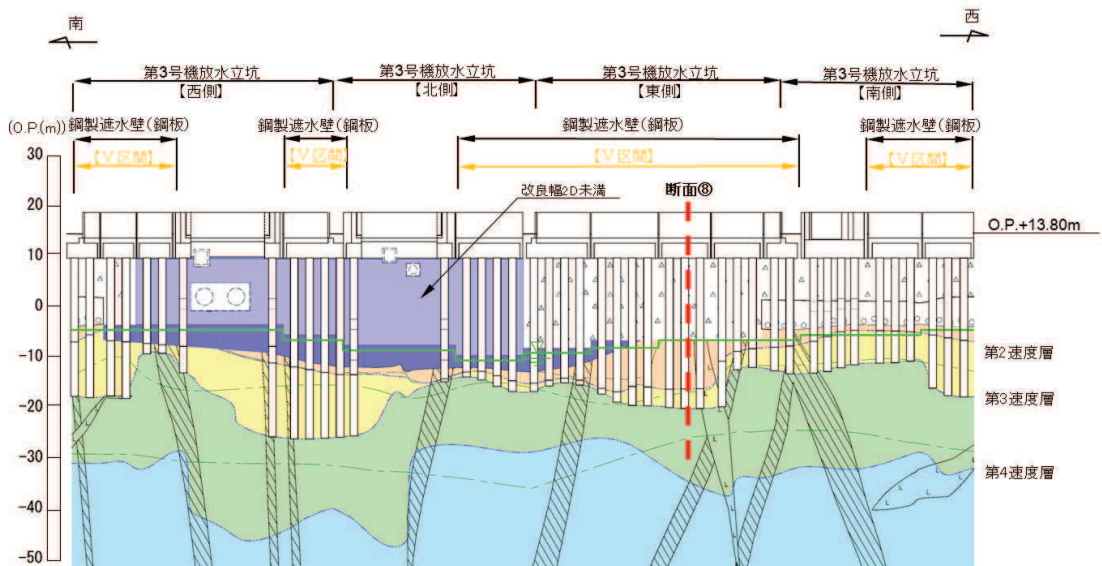 南
西
第3号機放水立坑
【西側】
第3号機放水立坑
【北側】
第3号機放水立坑
【東側】
第3号機放水立坑
【南側】
(O.P.(m))
鋼製遮水壁(鋼板)
鋼製遮水壁(鋼板)
鋼製遮水壁(鋼板)
鋼製遮水壁(鋼板)
【Ⅴ区間】
【Ⅴ区間】
【Ⅴ区間】
【Ⅴ区間】
改良幅2D未満
断面⑧
O.P.+13.80m
30
20
10
0
-10
-20
-30
-40
-50
第2速度層
第3速度層
第4速度層
L
L
L
L
L
L
L
L
L